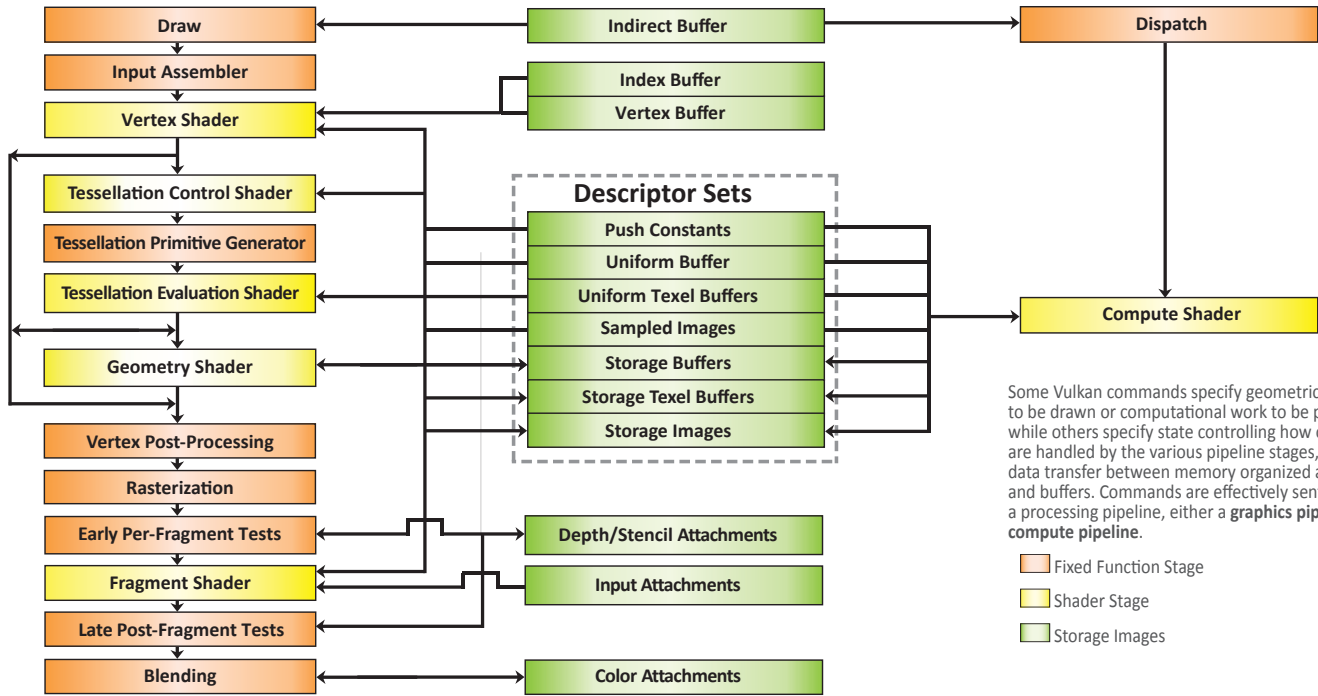 Draw
Indirect Buffer
Dispatch
Input Assembler
Index Buffer
Vertex Shader
Vertex Buffer
Tessellation Control Shader
Tessellation Primitive Generator
Tessellation Evaluation Shader
Geometry Shader
Vertex Post-Processing
Rasterization
Early Per-Fragment Tests
Fragment Shader
Late Post-Fragment Tests
Blending
Descriptor Sets
Push Constants
Uniform Buffer
Uniform Texel Buffers
Sampled Images
Storage Buffers
Storage Texel Buffers
Storage Images
Depth/Stencil Attachments
Input Attachments
Color Attachments
Compute Shader
Some Vulkan commands specify geometric
to be drawn or computational work to be
while others specify state controlling how
are handled by the various pipeline stages,
data transfer between memory organized
and buffers. Commands are effectively sent
a processing pipeline, either a graphics
compute pipeline.
Fixed Function Stage
Shader Stage
Storage Images